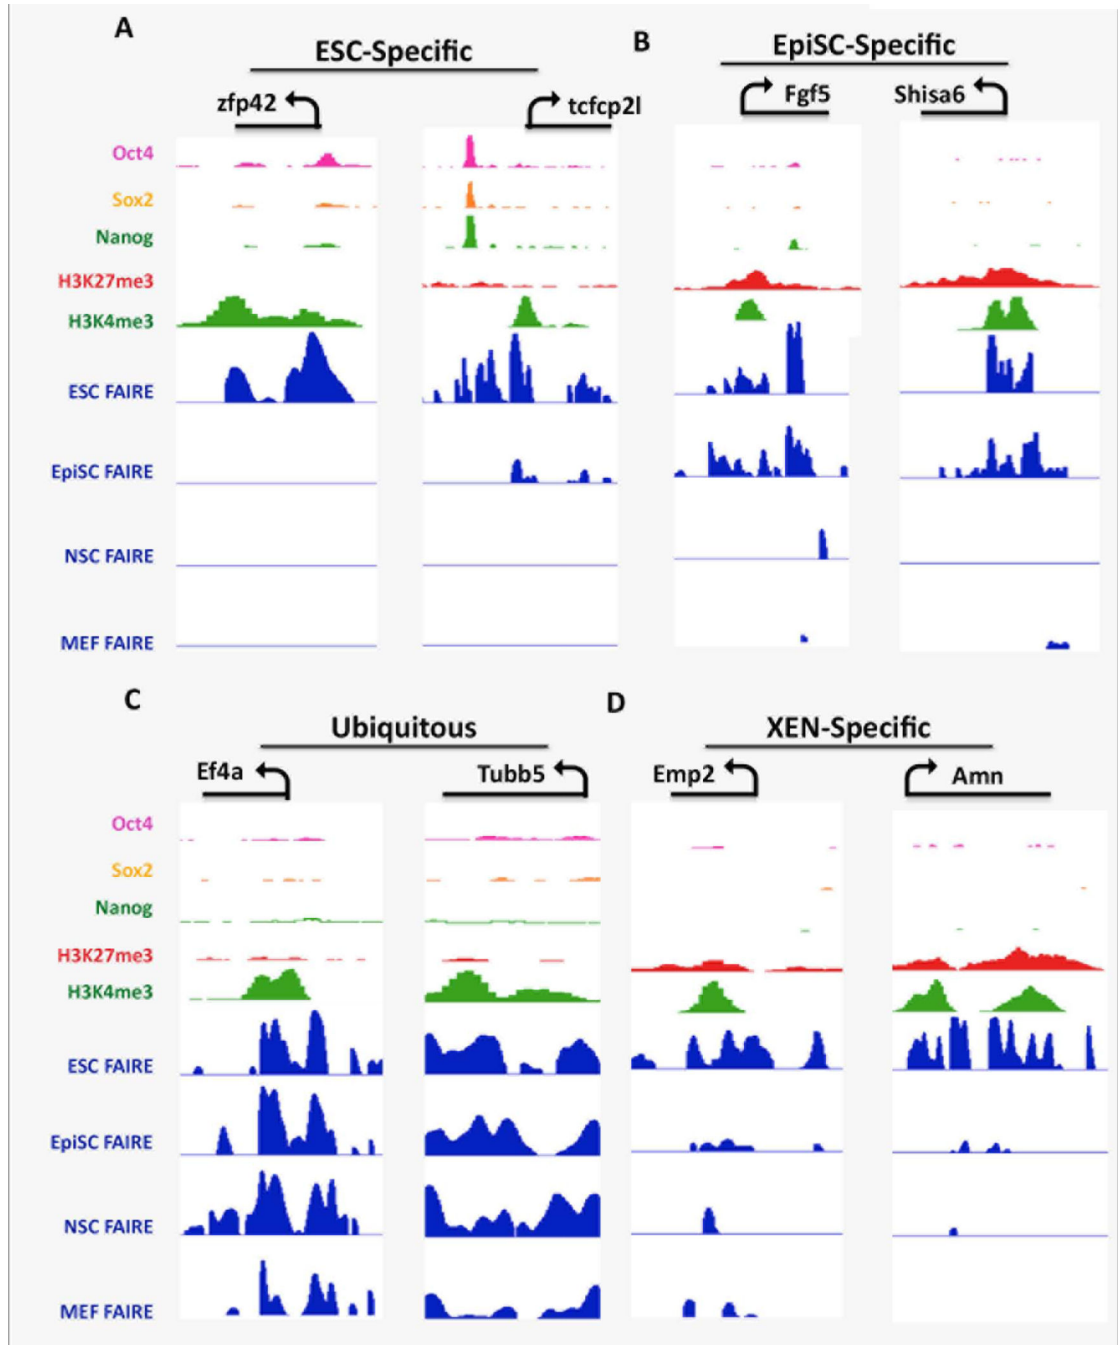 A
ESC-Specific
zfp42
tcfcp2l
B
EpiSC-Specific
Fgf5
Shisa6
Oct4
Sox2
Nanog
H3K27me3
H3K4me3
ESC FAIRE
EpiSC FAIRE
NSC FAIRE
MEF FAIRE
C
Ubiquitous
Ef4a
Tubb5
D
XEN-Specific
Emp2
Amn
Oct4
Sox2
Nanog
H3K27me3
H3K4me3
ESC FAIRE
EpiSC FAIRE
NSC FAIRE
MEF FAIRE